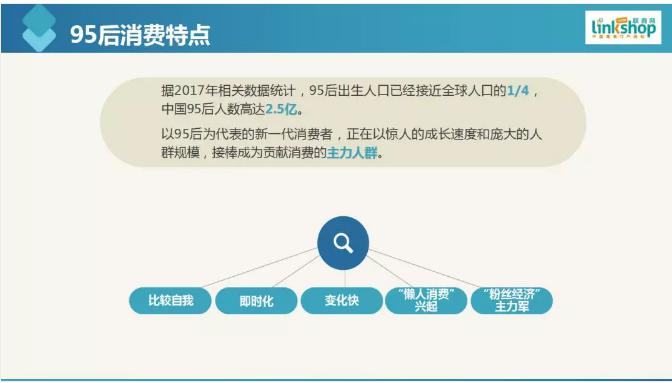 95后消费特点
linkshop
联商网
据2017年相关数据统计，95后出生人口已经接近全球人口的1/4，
中国95后人数高达2.5亿。
以95后为代表的新一代消费者，正在以惊人的成长速度和庞大的人
群规模，接棒成为贡献消费的主力人群。
比较自我
即时化
变化快
“懒人消费”
兴起
“粉丝经济”
主力军